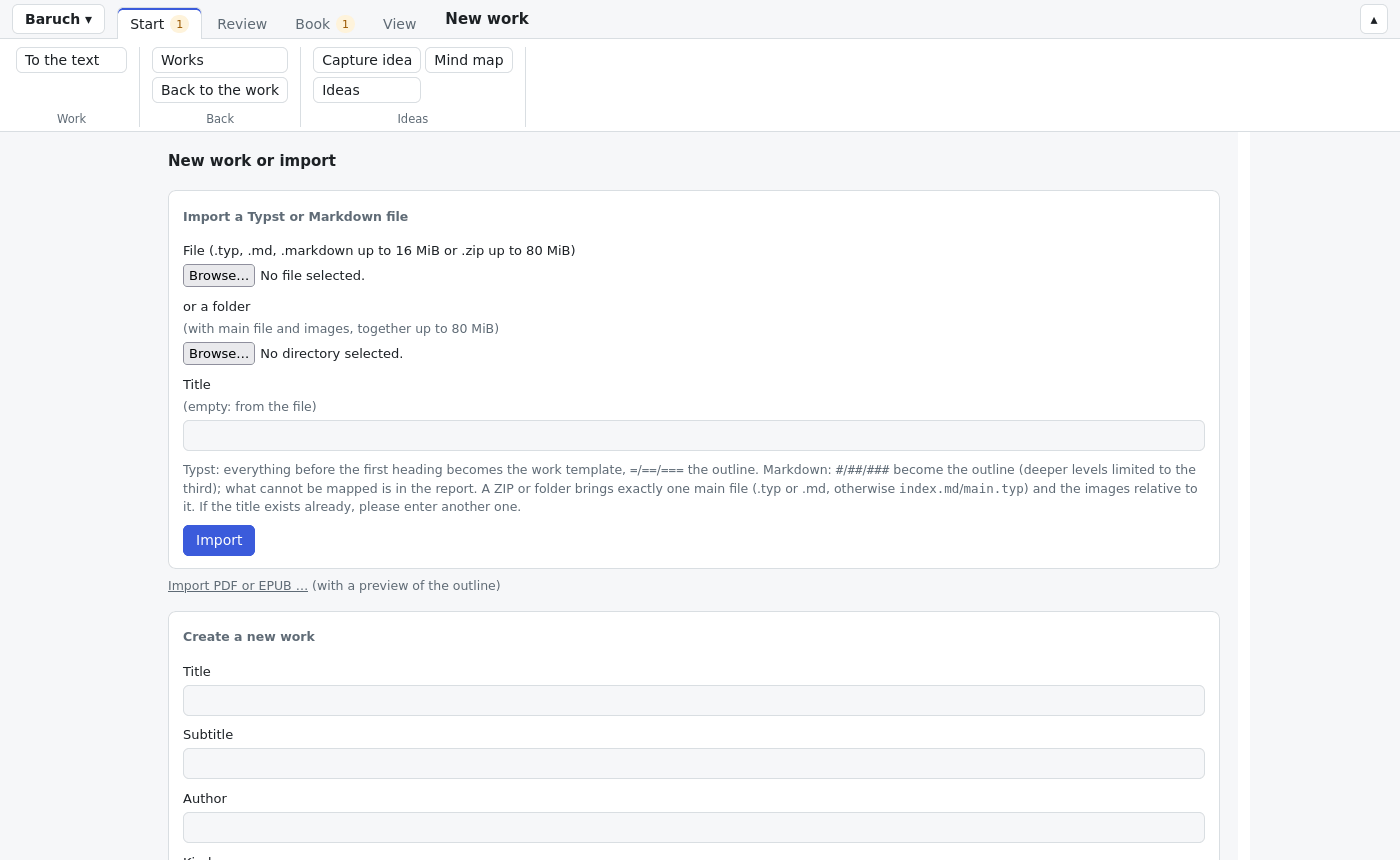 Baruch ▾
Start 1
Review
Book 1
View
New work
▴
To the text
Work
Works
Back to the work
Back
Capture idea
Mind map
Ideas
Ideas
New work or import
Import a Typst or Markdown file
File (.typ, .md, .markdown up to 16 MiB or .zip up to 80 MiB)
Browse... No file selected.
or a folder
(with main file and images, together up to 80 MiB)
Browse... No directory selected.
Title
(empty: from the file)
Typst: everything before the first heading becomes the work template, =/==/=== the outline. Markdown: #/##/### become the outline (deeper levels limited to the
third); what cannot be mapped is in the report. A ZIP or folder brings exactly one main file (.typ or .md, otherwise index.md/main.typ) and the images relative to
it. If the title exists already, please enter another one.
Import
Import PDF or EPUB ... (with a preview of the outline)
Create a new work
Title
Subtitle
Author